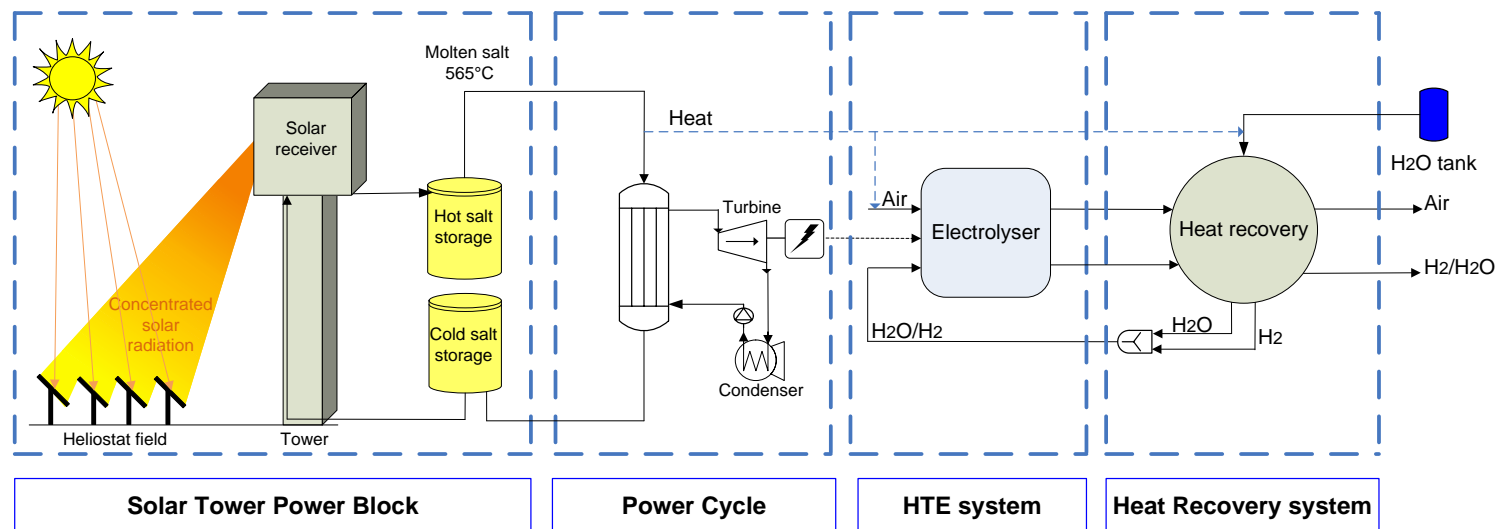 Molten salt
565°C
Solar
receiver
Hot salt
storage
Cold salt
storage
Concentrated
solar
radiation
Heliostat field
Tower
Heat
Turbine
Condenser
Air
Electrolyser
H2O/H2
H2O tank
Heat recovery
Air
H2/H2O
H2O
H2
Solar Tower Power Block
Power Cycle
HTE system
Heat Recovery system